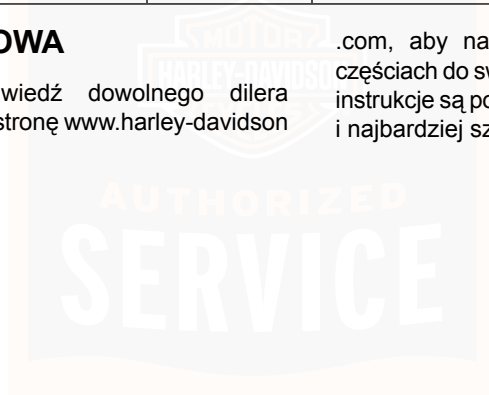 OWA
wiedź dowolnego dilera
stronę www.harley-davidson
.com, aby na
częściach do sw
instrukcje są po
i najbardziej sz
MOTOR
HARLEY-DAVIDSON
AUTHORIZED
SERVICE